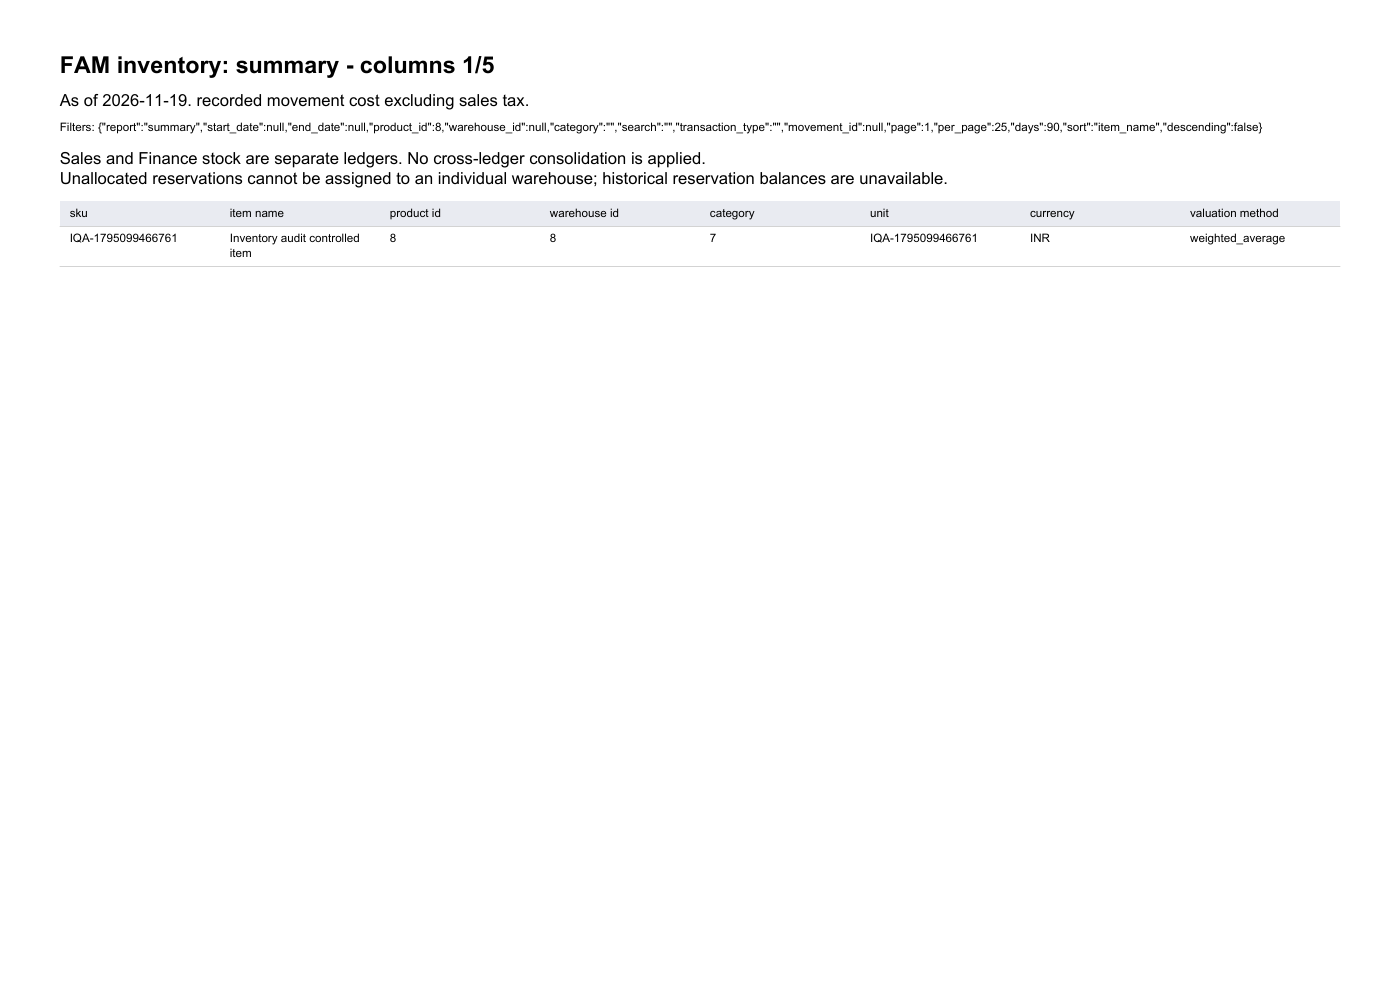 FAM inventory: summary - columns 1/5
As of 2026-11-19. recorded movement cost excluding sales tax.
Filters: {"report":"summary","start_date":null,"end_date":null,"product_id":8,"warehouse_id":null,"category":"","search":"","transaction_type":"","movement_id":null,"page":1,"per_page":25,"days":90,"sort":"item_name","descending":false}
Sales and Finance stock are separate ledgers. No cross-ledger consolidation is applied.
Unallocated reservations cannot be assigned to an individual warehouse; historical reservation balances are unavailable.
sku item name product id warehouse id category unit currency valuation method
IQA-1795099466761 Inventory audit controlled 8 8 7 IQA-1795099466761 INR weighted_average
item